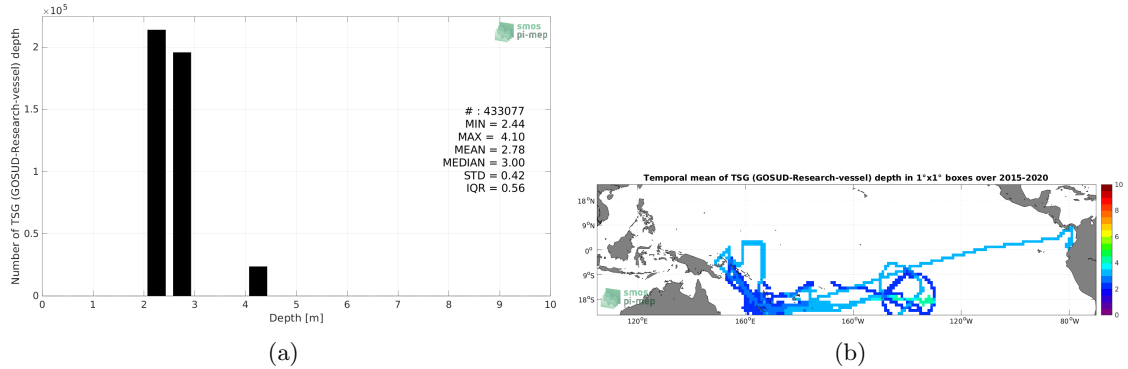 ×10⁵
2
1.5
1
0.5
0
Number of TSG (GOSUD-Research-vessel) depth
smos
pi-mep
# : 433077
MIN = 2.44
MAX = 4.10
MEAN = 2.78
MEDIAN = 3.00
STD = 0.42
IQR = 0.56
0 1 2 3 4 5 6 7 8 9 10
Depth [m]
(a)
Temporal mean of TSG (GOSUD-Research-vessel) depth in 1°x1° boxes over 2015-2020
18°N
9°N
0°
9°S
18°S
smos
pi-mep
120°E 160°E 160°W 120°W 80°W
10
8
6
4
2
0
(b)